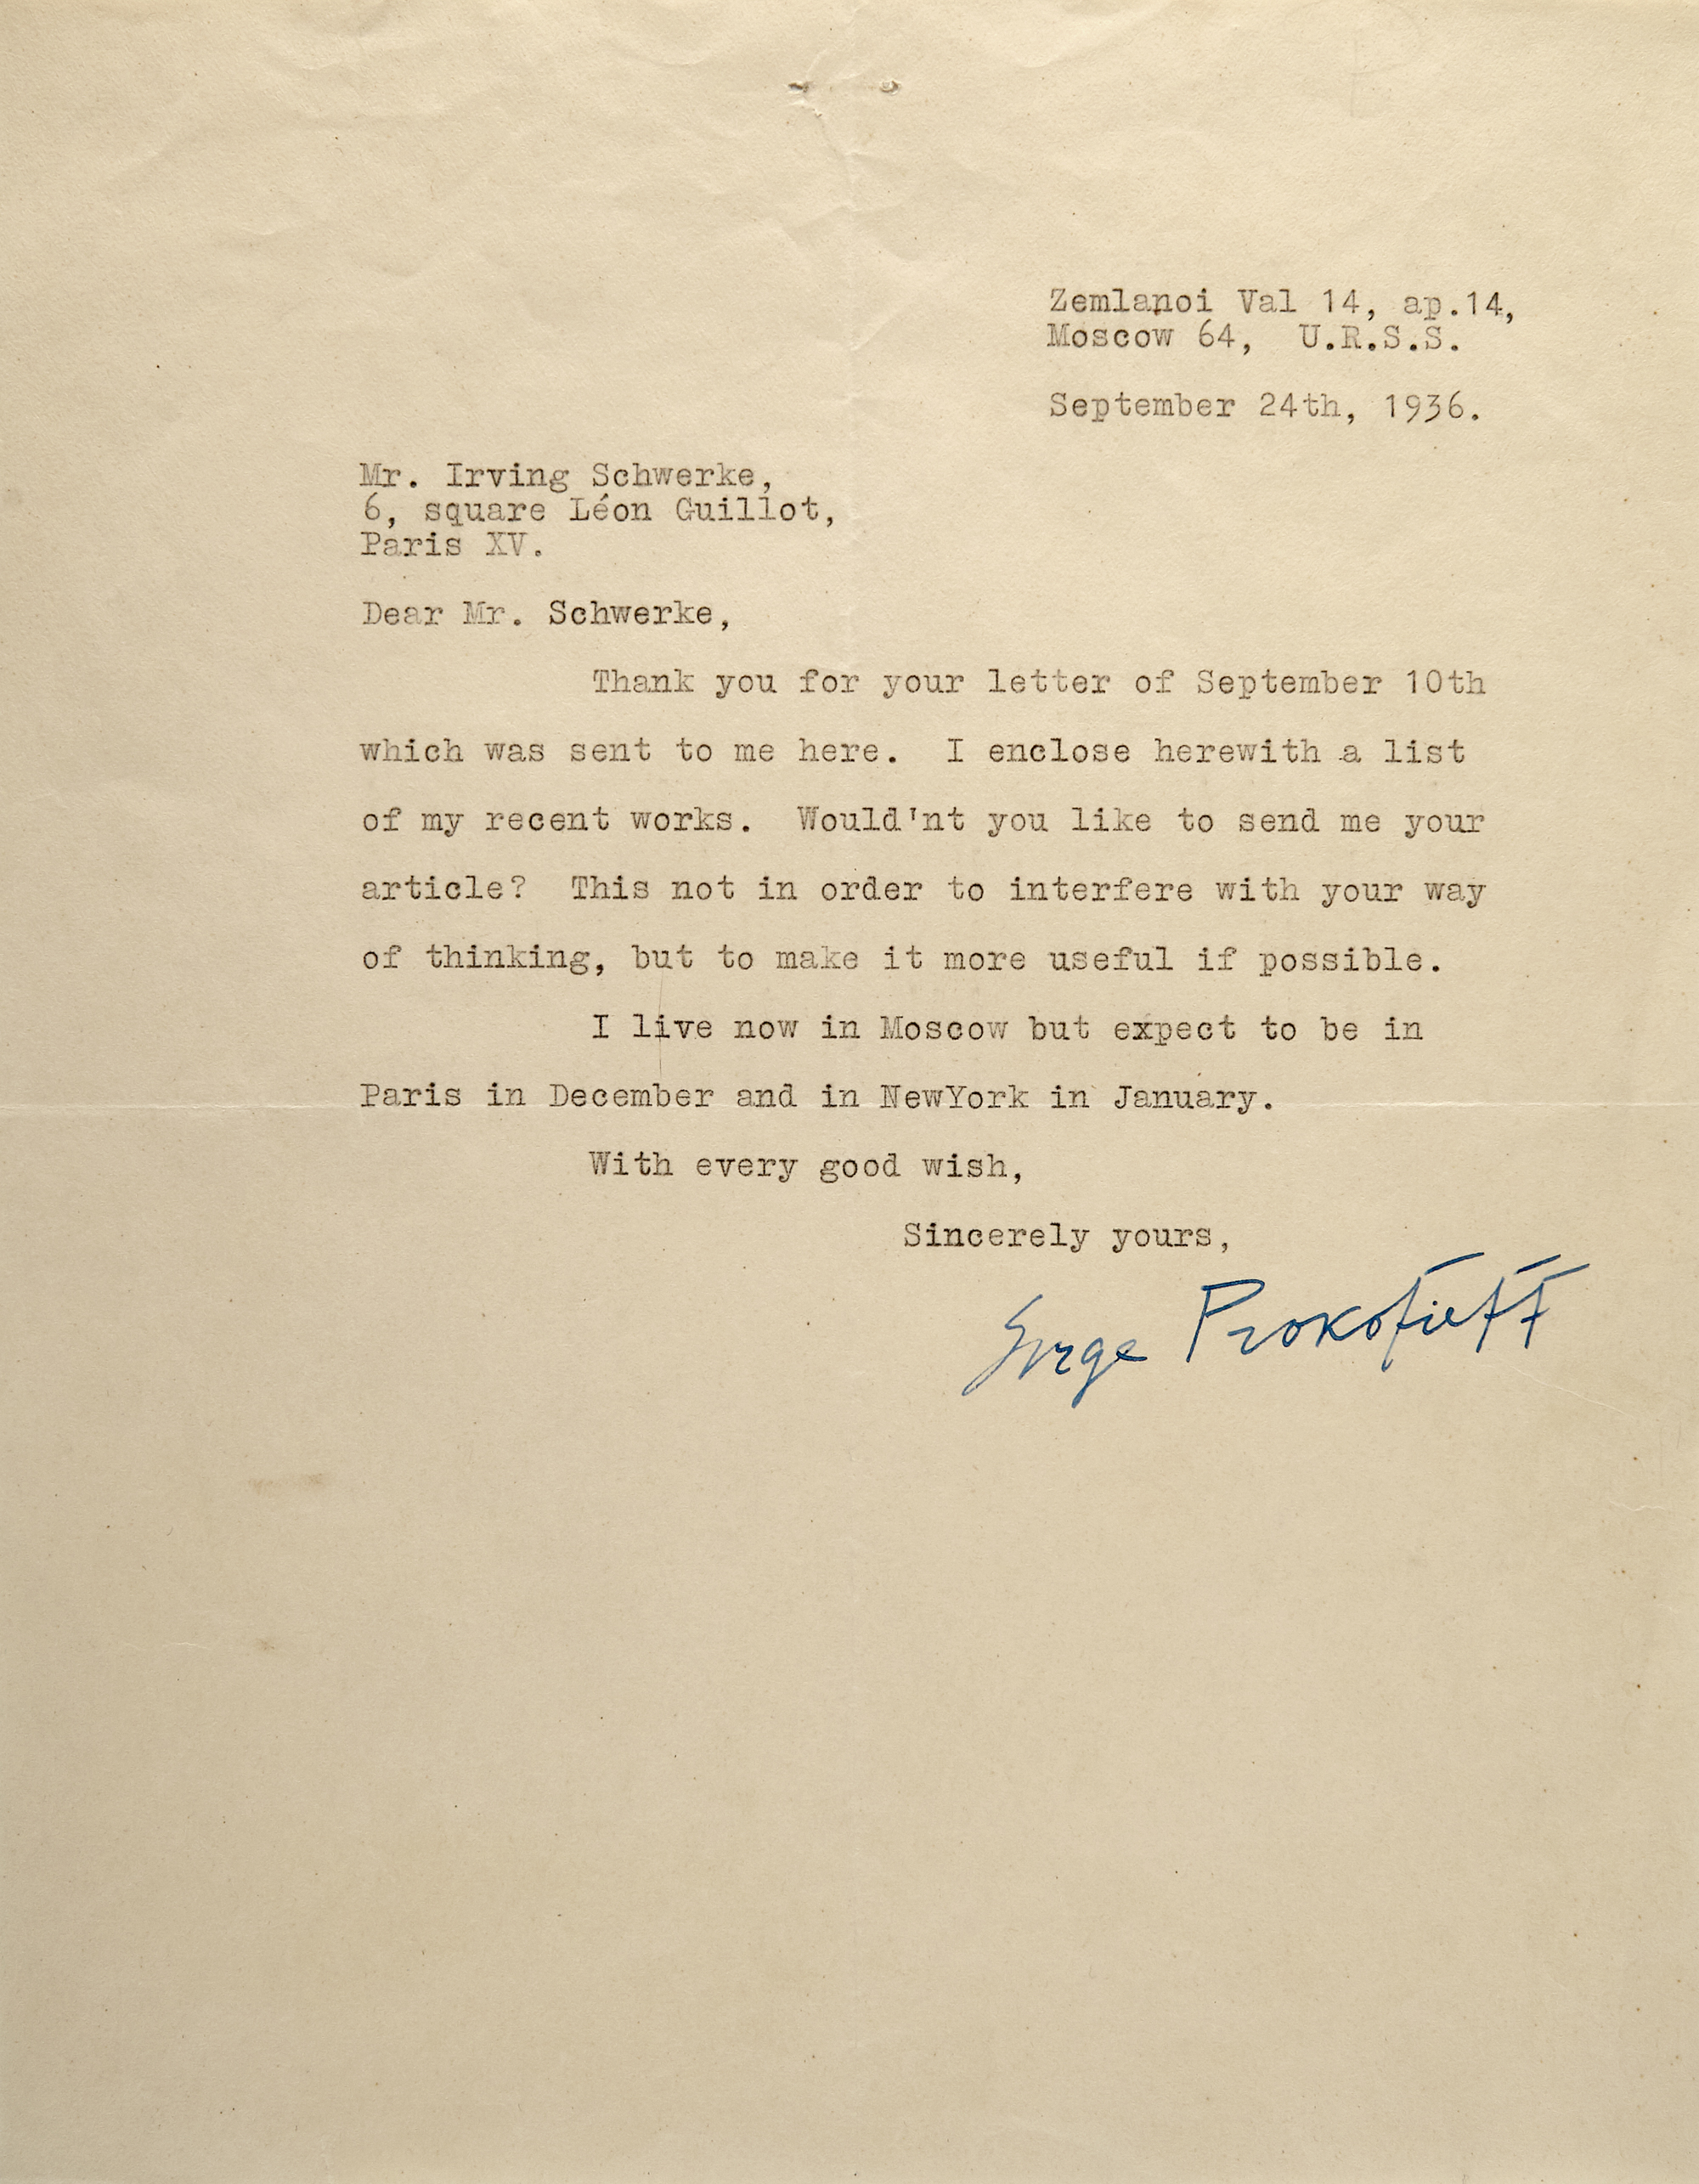 Zemlanoi Val 14, ap.14,
Moscow 64, U.R.S.S.
September 24th, 1936.
Mr. Irving Schwerke,
6, square Léon Guillot,
Paris XV.
Dear Mr. Schwerke,
Thank you for your letter of September 10th
which was sent to me here. I enclose herewith a list
of my recent works. Would'nt you like to send me your
article? This not in order to interfere with your way
of thinking, but to make it more useful if possible.
I live now in Moscow but expect to be in
Paris in December and in NewYork in January.
With every good wish,
Sincerely yours,
Serge Prokofieff